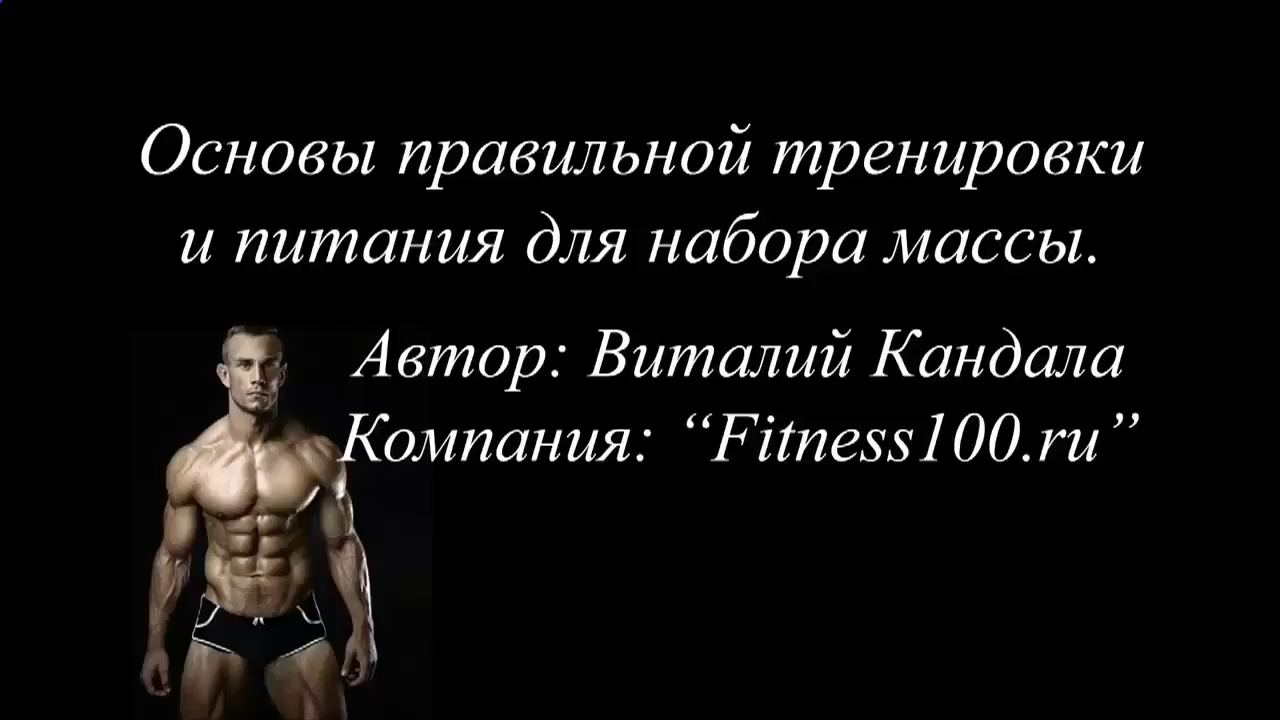 Основы правильной тренировки
и питания для набора массы.
Автор: Виталий Кандала
Компания: “Fitness100.ru”